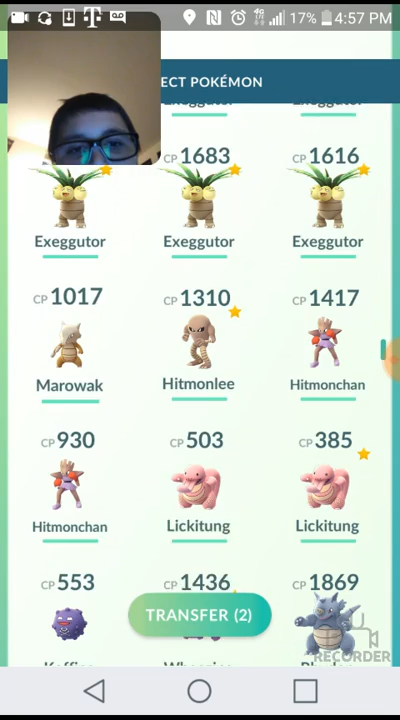 17% 4:57 PM
ECT POKÉMON
CP 1683 CP 1616
Exeggutor Exeggutor Exeggutor
CP 1017 CP 1310 CP 1417
Marowak Hitmonlee Hitmonchan
CP 930 CP 503 CP 385
Hitmonchan Lickitung Lickitung
CP 553 CP 1436 CP 1869
TRANSFER (2)
RECORDER